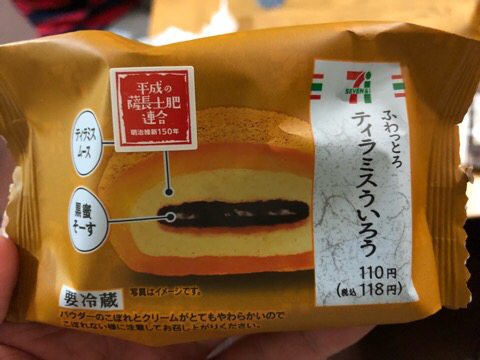 平成の
薩長土肥
連合
明治維新150年
ティラミス
ムース
黒蜜
そーす
7
SEVEN & i
ふわっとろ
ティラミスういろう
110円
(税込118円)
写真はイメージです。
要冷蔵
パウダーのこぼれとクリームがとてもやわらかいので
こぼれない様に注意してお召し上がりください。